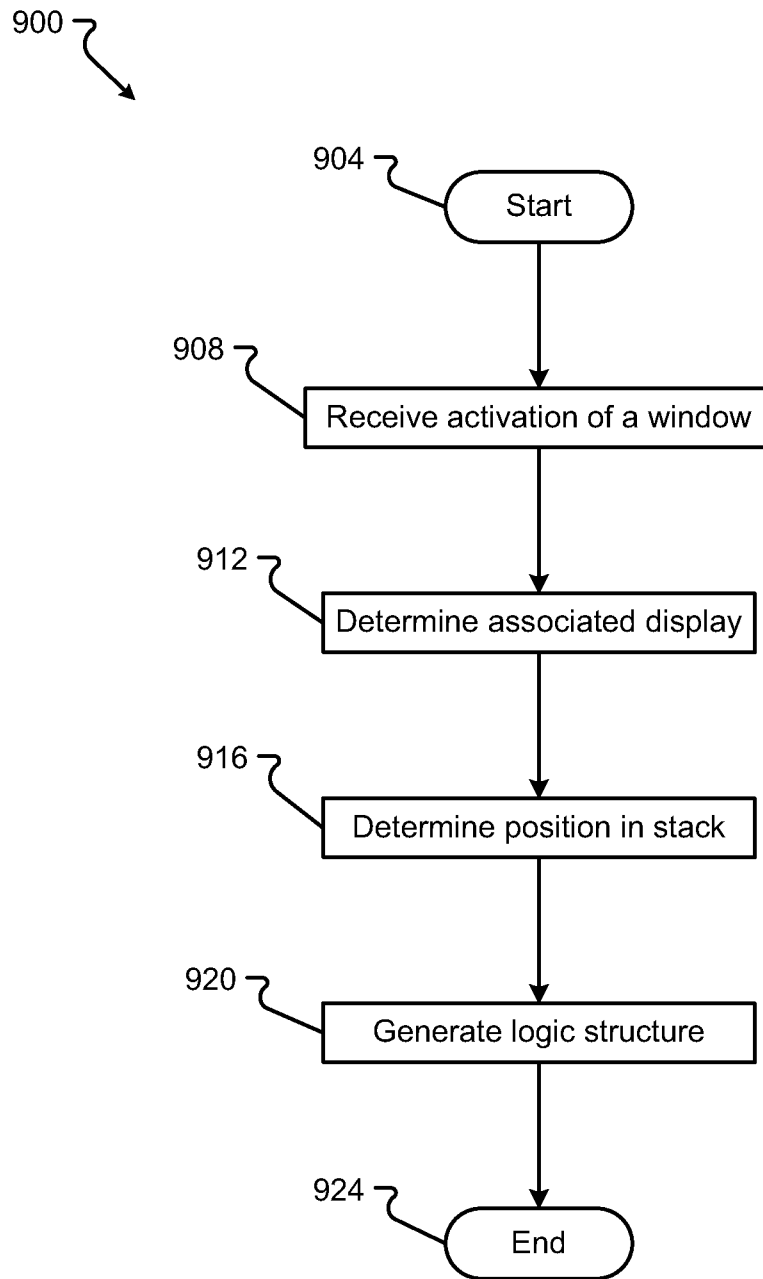 900
904
Start
908
Receive activation of a window
912
Determine associated display
916
Determine position in stack
920
Generate logic structure
924
End